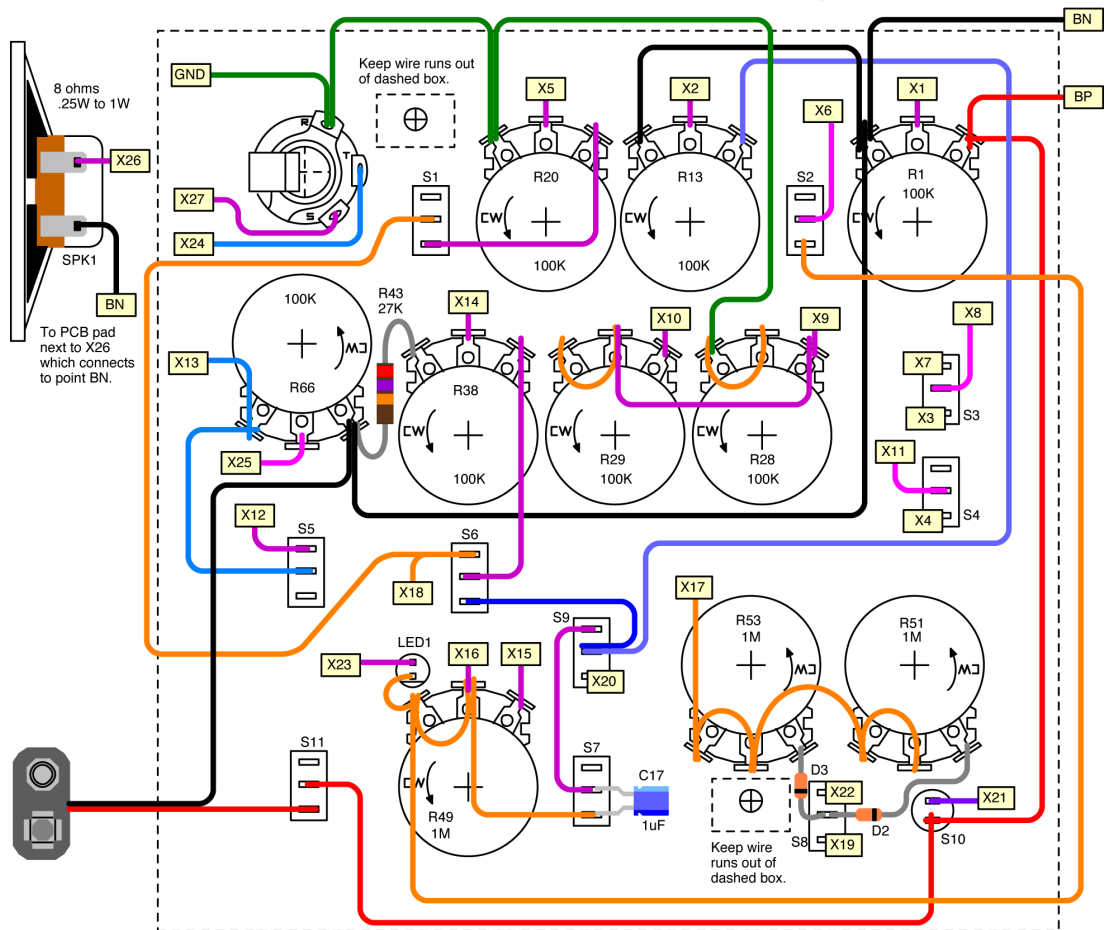 BN
Keep wire runs out
of dashed box.
GND
8 ohms
.25W to 1W
X5
X2
X1
BP
X6
R
T
S
X26
S1
R20
R13
S2
R1
100K
X27
CW
CW
CW
X24
SPK1
100K
100K
BN
100K
R43
27K
X14
X10
X9
X8
To PCB pad
next to X26
which connects
to point BN.
CW
X13
X7
R66
R38
X3
S3
CW
CW
CW
R29
R28
X25
100K
100K
100K
X11
X12
S5
S6
X4
S4
X18
X17
S9
R53
1M
R51
1M
LED1
X23
X16
X15
CW
CW
X20
S11
S7
CW
C17
D3
X22
X21
R49
1M
1uF
D2
S8
X19
S10
Keep wire
runs out of
dashed box.